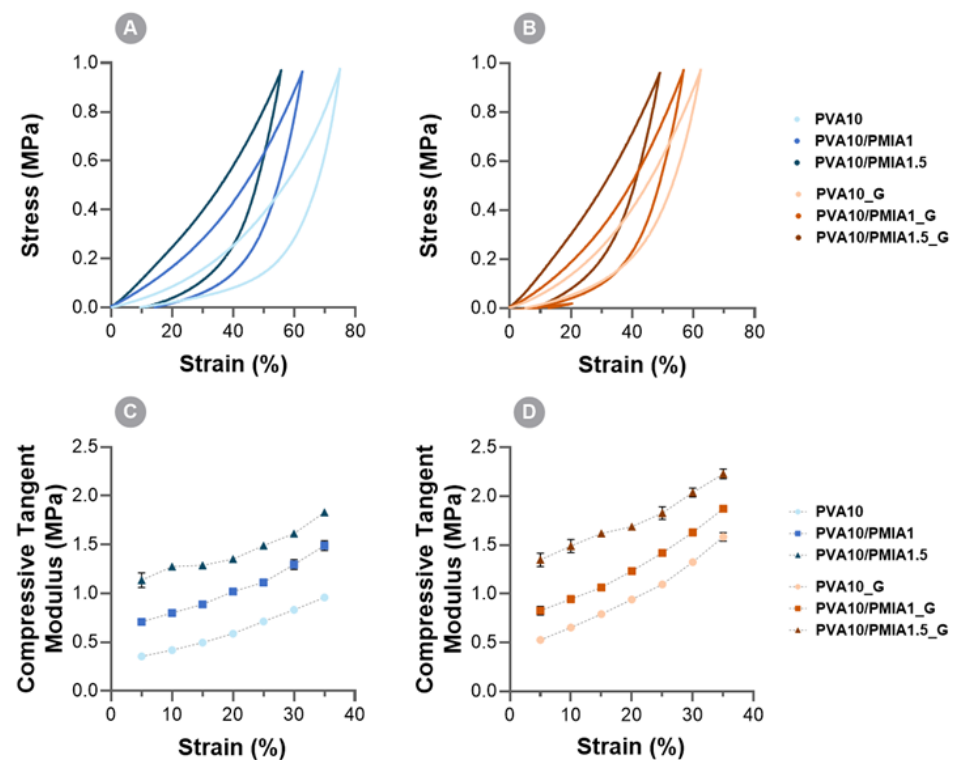 A
B
1.0
0.8
0.6
0.4
0.2
0.0
0
20
40
60
80
Stress (MPa)
Strain (%)
1.0
0.8
0.6
0.4
0.2
0.0
0
20
40
60
80
Stress (MPa)
Strain (%)
PVA10
PVA10/PMIA1
PVA10/PMIA1.5
PVA10_G
PVA10/PMIA1_G
PVA10/PMIA1.5_G
C
D
2.5
2.0
1.5
1.0
0.5
0.0
0
10
20
30
40
Compressive Tangent
Modulus (MPa)
Strain (%)
2.5
2.0
1.5
1.0
0.5
0.0
0
10
20
30
40
Compressive Tangent
Modulus (MPa)
Strain (%)
PVA10
PVA10/PMIA1
PVA10/PMIA1.5
PVA10_G
PVA10/PMIA1_G
PVA10/PMIA1.5_G